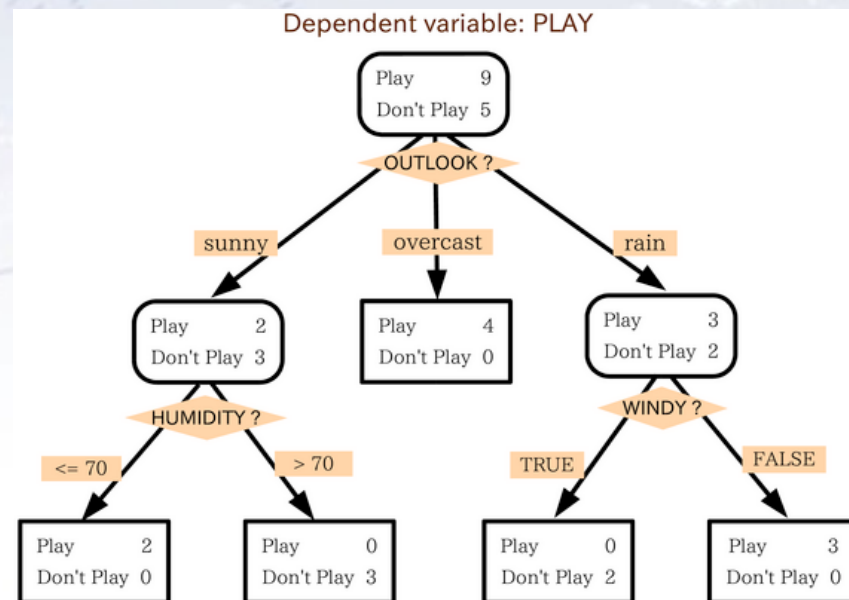 Dependent variable: PLAY
Play 9
Don't Play 5
OUTLOOK ?
sunny
overcast
rain
Play 2
Don't Play 3
Play 4
Don't Play 0
Play 3
Don't Play 2
HUMIDITY ?
WINDY ?
<= 70
> 70
TRUE
FALSE
Play 2
Don't Play 0
Play 0
Don't Play 3
Play 0
Don't Play 2
Play 3
Don't Play 0